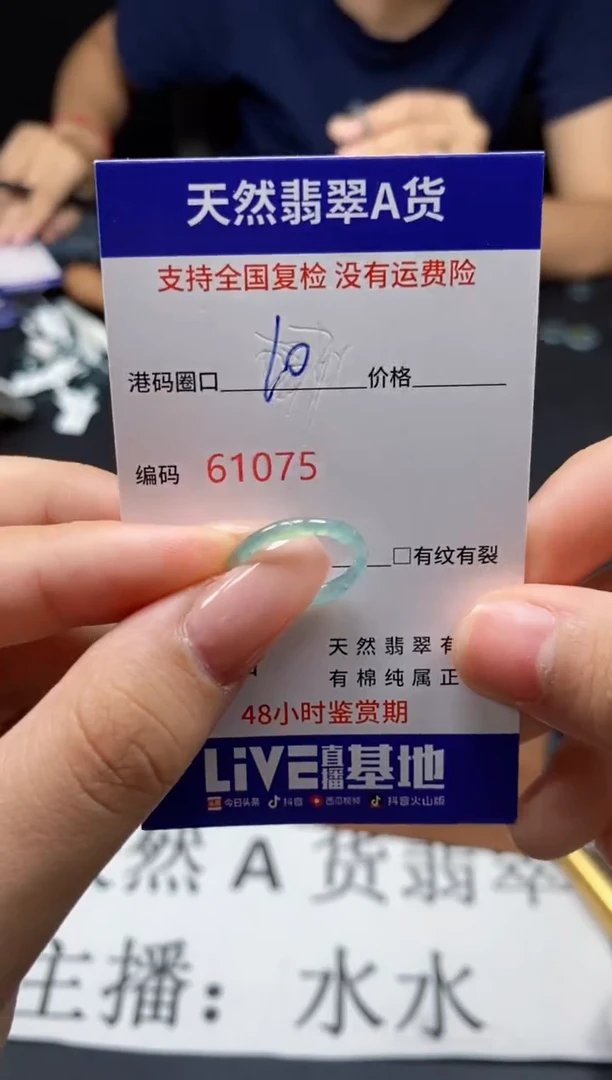 天然翡翠A货
支持全国复检 没有运费险
港码圈口 10 价格
编码 61075
□有纹有裂
天然翡翠有
有棉纯属正
48小时鉴赏期
LiVE直播基地
今日头条 抖音 西瓜视频 抖音火山版
然A货翡翠
主播：水水